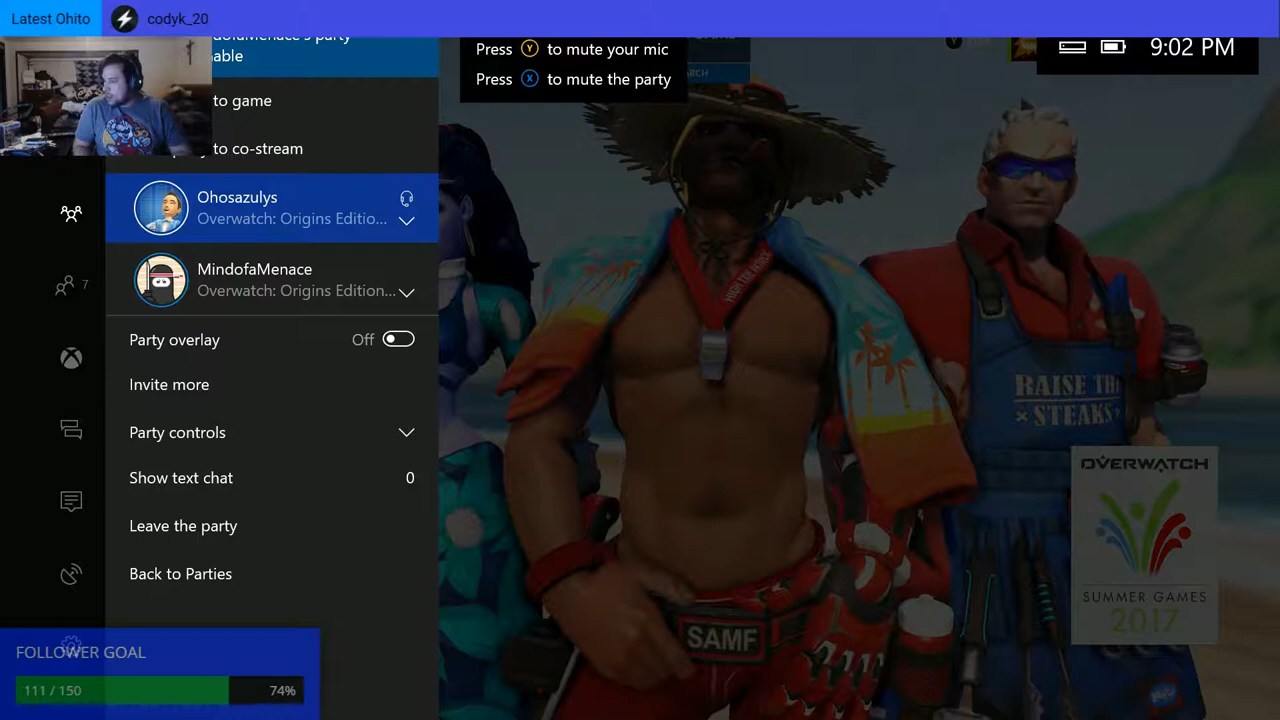 Latest Ohito
codyk_20
party
able
to game
to co-stream
Ohosazulys
Overwatch: Origins Editio...
MindofaMenace
Overwatch: Origins Edition...
Party overlay
Off
Invite more
Party controls
Show text chat
0
Leave the party
Back to Parties
7
FOLLOWER GOAL
111 / 150
74%
Press Y to mute your mic
Press X to mute the party
9:02 PM
RAISE THE
STEAKS
SAMF
OVERWATCH
SUMMER GAMES
2017